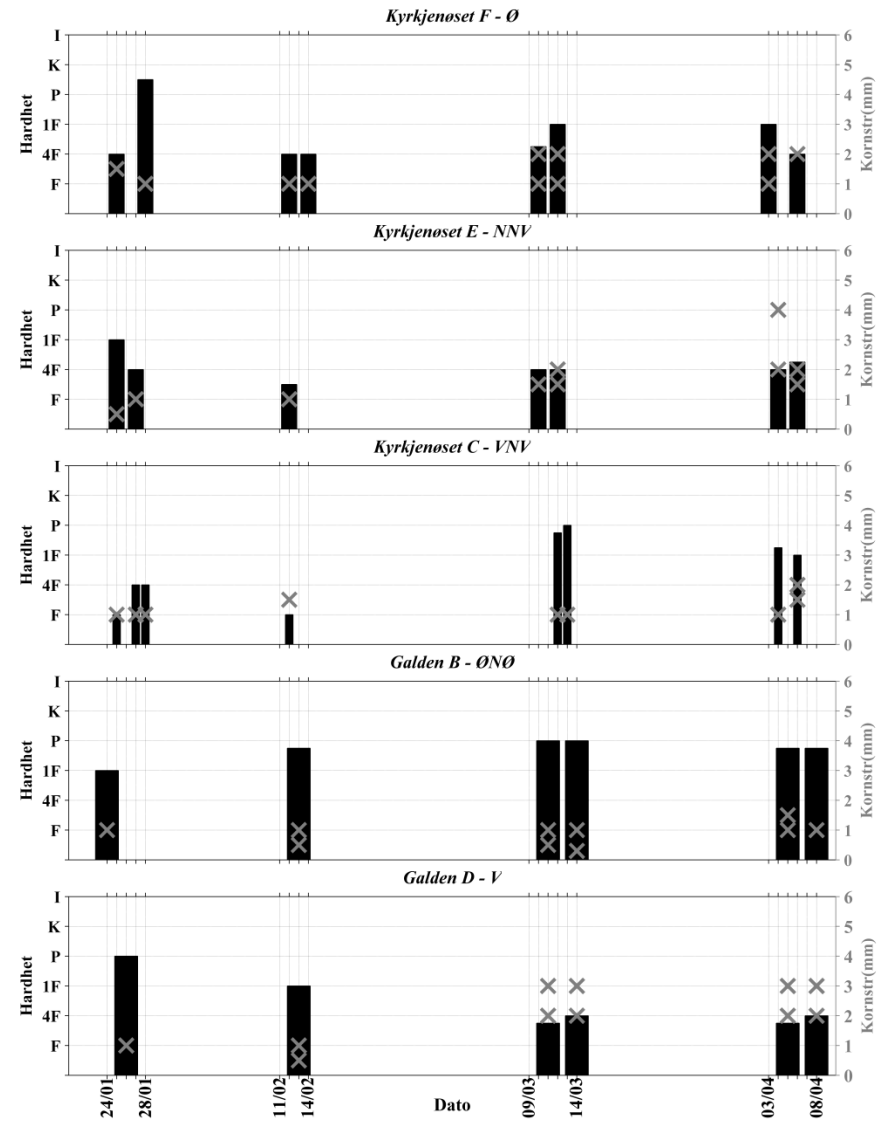 Kyrkjenøset F - Ø
I
K
P
1F
4F
F
Hardhet
6
5
4
3
2
1
0
Kornstr(mm)
Kyrkjenøset E - NNV
I
K
P
1F
4F
F
Hardhet
6
5
4
3
2
1
0
Kornstr(mm)
Kyrkjenøset C - VNV
I
K
P
1F
4F
F
Hardhet
6
5
4
3
2
1
0
Kornstr(mm)
Galden B - ØNØ
I
K
P
1F
4F
F
Hardhet
6
5
4
3
2
1
0
Kornstr(mm)
Galden D - V
I
K
P
1F
4F
F
Hardhet
6
5
4
3
2
1
0
Kornstr(mm)
24/01
28/01
11/02
14/02
09/03
14/03
03/04
08/04
Dato